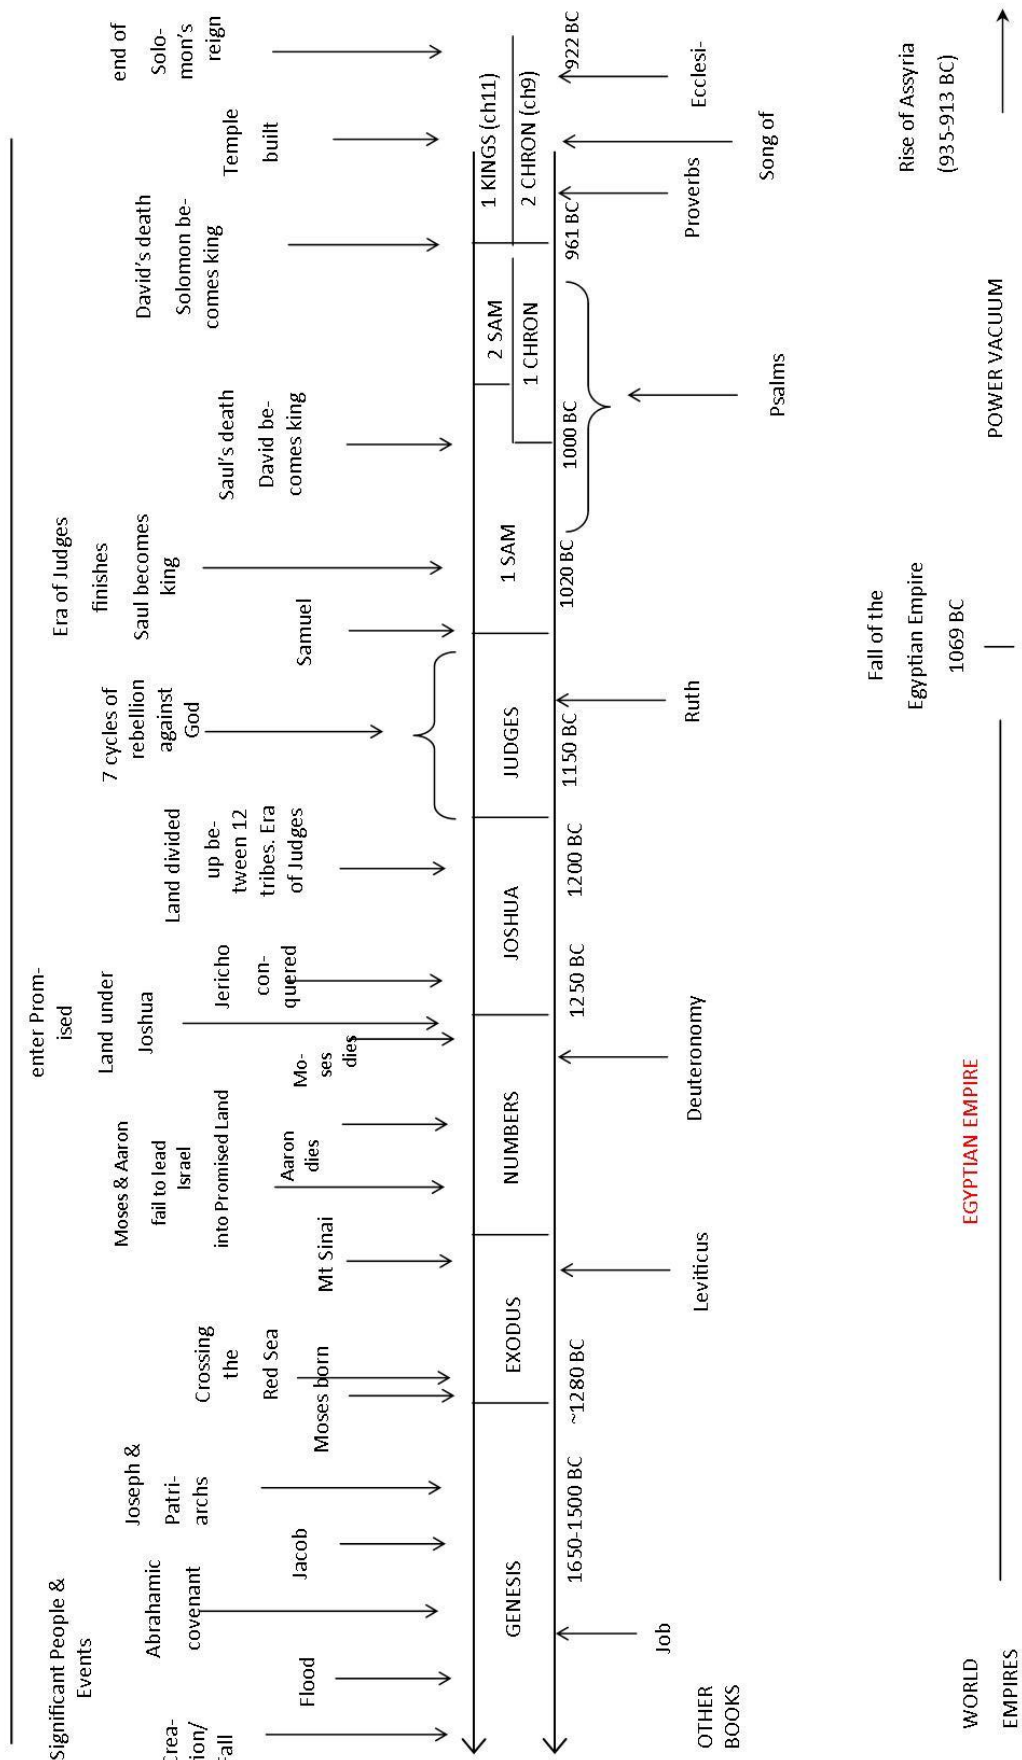 Significant People &
Events
Crea-
tion/
Fall
Flood
Abrahamic
covenant
Jacob
Joseph &
Patri-
archs
Moses born
Crossing
the
Red Sea
Mt Sinai
Moses & Aaron
fail to lead
Israel
into Promised Land
Aaron
dies
Mo-
ses
dies
enter Prom-
ised
Land under
Joshua
Jericho
con-
quered
Land divided
up be-
tween 12
tribes. Era
of Judges
7 cycles of
rebellion
against
God
Samuel
Era of Judges
finishes
Saul becomes
king
Saul's death
David be-
comes king
David's death
Solomon be-
comes king
Temple
built
end of
Solo-
mon's
reign
GENESIS
EXODUS
NUMBERS
JOSHUA
JUDGES
1 SAM
2 SAM
1 CHRON
1 KINGS (ch11)
2 CHRON (ch9)
1650-1500 BC
~1280 BC
1250 BC
1200 BC
1150 BC
1020 BC
1000 BC
961 BC
922 BC
OTHER
BOOKS
Job
Leviticus
Deuteronomy
Ruth
Psalms
Proverbs
Song of
Ecclesi-
WORLD
EMPIRES
EGYPTIAN EMPIRE
Fall of the
Egyptian Empire
1069 BC
POWER VACUUM
Rise of Assyria
(935-913 BC)